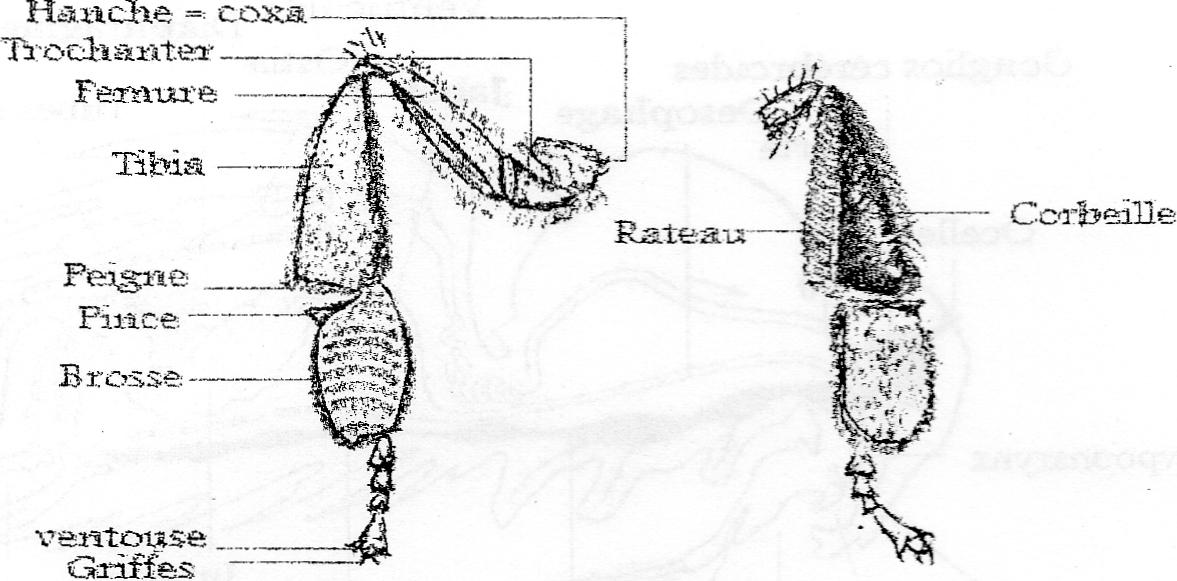 Hanche = coxa
Trochanter
Femure
Tibia
Peigne
Pince
Brosse
ventouse
Griffes
Rateau
Corbeille